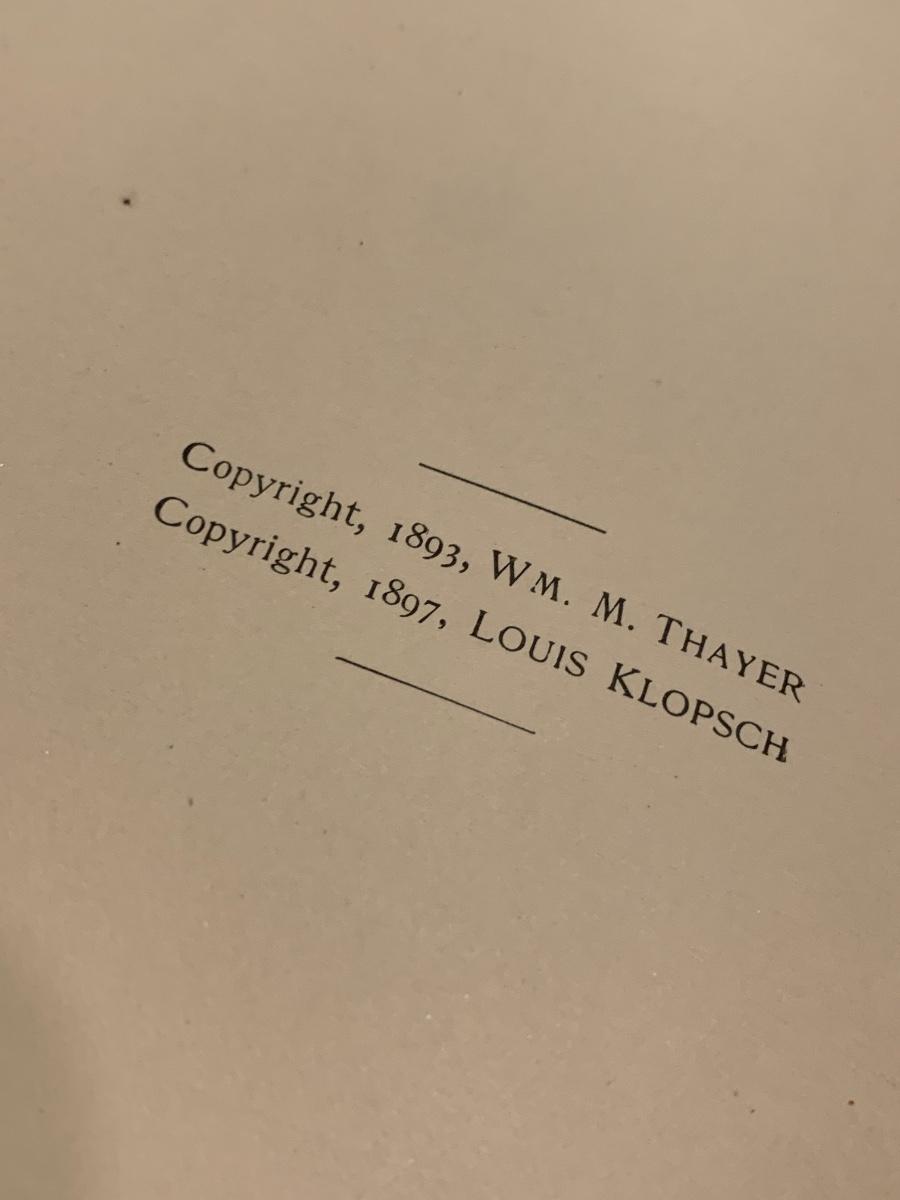 Copyright, 1893, WM. M. THAYER
Copyright, 1897, LOUIS KLOPSCH